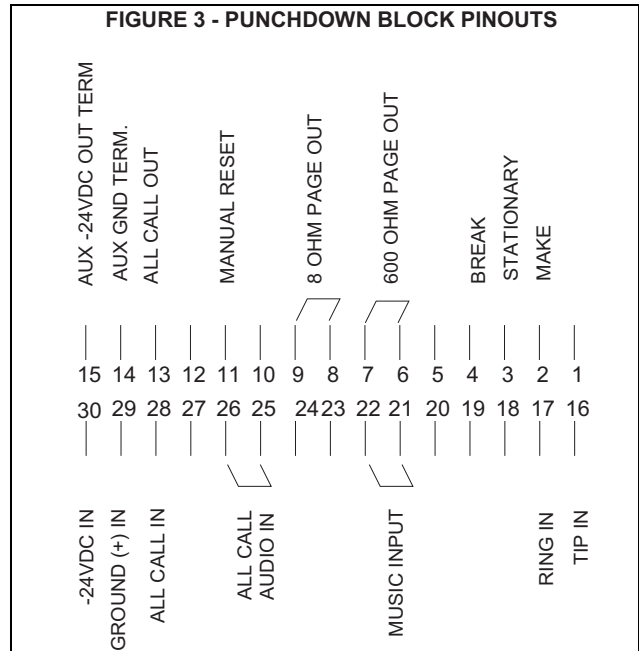 FIGURE 3 - PUNCHDOWN BLOCK PINOUTS
AUX -24VDC OUT TERM
AUX GND TERM.
ALL CALL OUT
MANUAL RESET
8 OHM PAGE OUT
600 OHM PAGE OUT
BREAK
STATIONARY
MAKE
15 14 13 12 11 10 9 8 7 6 5 4 3 2 1
30 29 28 27 26 25 24 23 22 21 20 19 18 17 16
-24VDC IN
GROUND (+) IN
ALL CALL IN
ALL CALL
AUDIO IN
MUSIC INPUT
RING IN
TIP IN